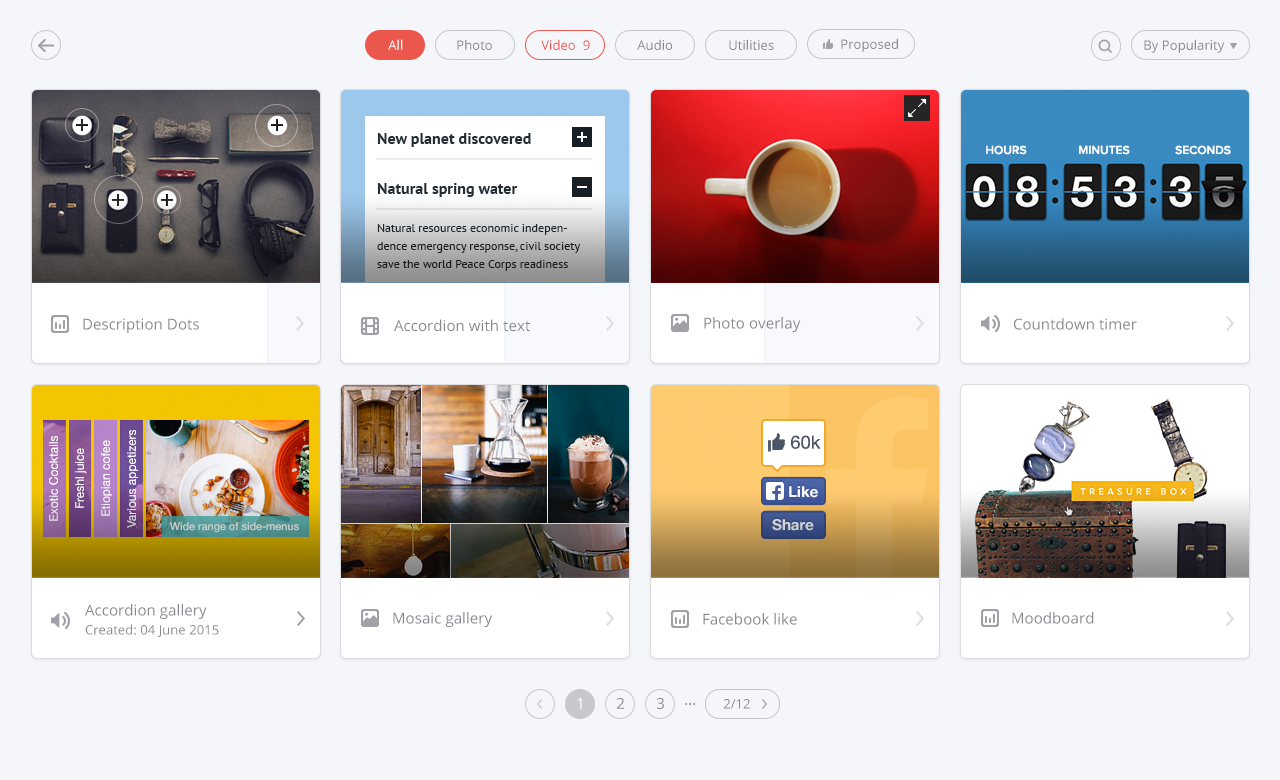 All
Photo
Video 9
Audio
Utilities
Proposed
By Popularity ▾
New planet discovered
Natural spring water
Natural resources economic indepen-
dence emergency response, civil society
save the world Peace Corps readiness
HOURS MINUTES SECONDS
08:53:3
Description Dots
Accordion with text
Photo overlay
Countdown timer
Exotic Cocktails
Freshl juice
Etiopian cofee
Various appetizers
Wide range of side-menus
60k
Like
Share
TREASURE BOX
Accordion gallery
Created: 04 June 2015
Mosaic gallery
Facebook like
Moodboard
1
2
3
...
2/12